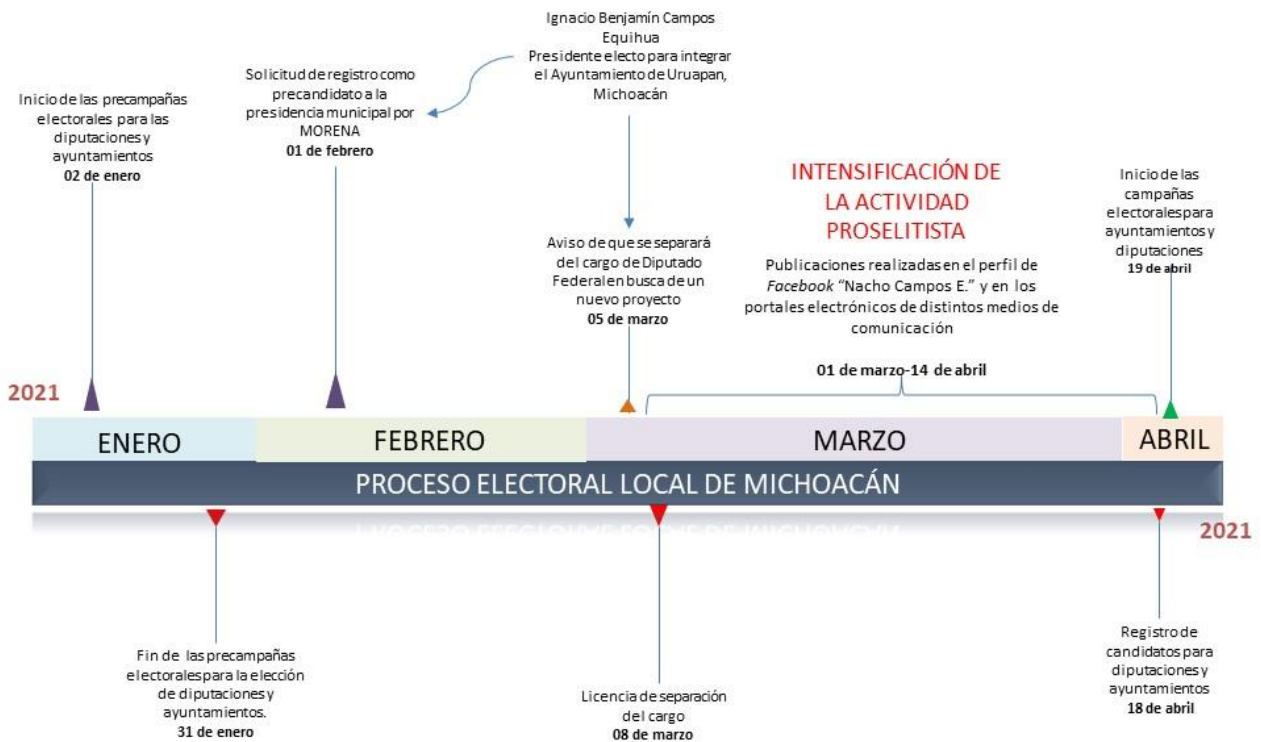 Inicio de las precampañas
electorales para las
diputaciones y
ayuntamientos
02 de enero
Solicitud de registro como
precandidato a la
presidencia municipal por
MORENA
01 de febrero
Ignacio Benjamín Campos
Equihua
Presidente electo para integrar
el Ayuntamiento de Uruapan,
Michoacán
Aviso de que se separará
del cargo de Diputado
Federal en busca de un
nuevo proyecto
05 de marzo
INTENSIFICACIÓN DE
LA ACTIVIDAD
PROSELITISTA
Publicaciones realizadas en el perfil de
Facebook “Nacho Campos E.” y en los
portales electrónicos de distintos medios de
comunicación
01 de marzo-14 de abril
Inicio de las
campañas
electorales para
ayuntamientos y
diputaciones
19 de abril
2021
ENERO
FEBRERO
MARZO
ABRIL
PROCESO ELECTORAL LOCAL DE MICHOACÁN
2021
Fin de las precampañas
electorales para la elección
de diputaciones y
ayuntamientos.
31 de enero
Licencia de separación
del cargo
08 de marzo
Registro de
candidatos para
diputaciones y
ayuntamientos
18 de abril